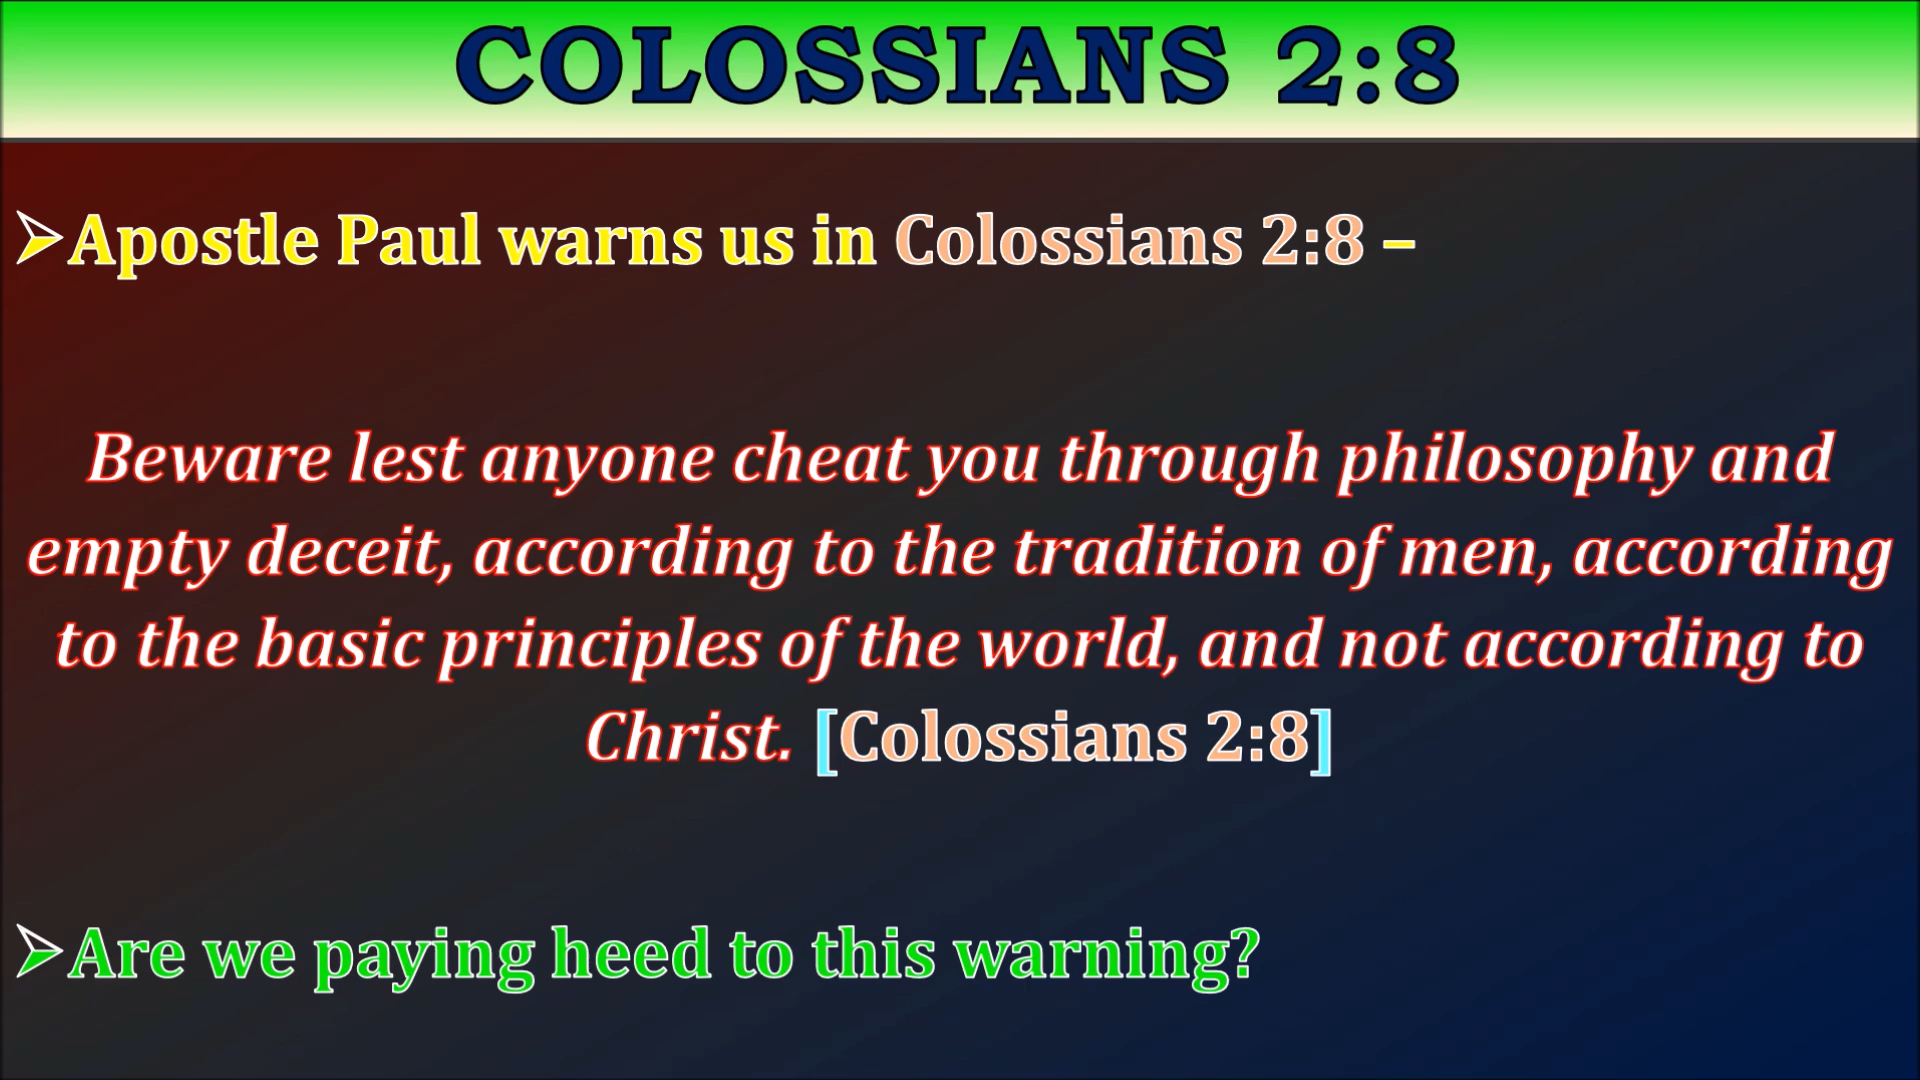 COLOSSIANS 2:8
➢Apostle Paul warns us in Colossians 2:8 –
Beware lest anyone cheat you through philosophy and
empty deceit, according to the tradition of men, according
to the basic principles of the world, and not according to
Christ. [Colossians 2:8]
➢Are we paying heed to this warning?